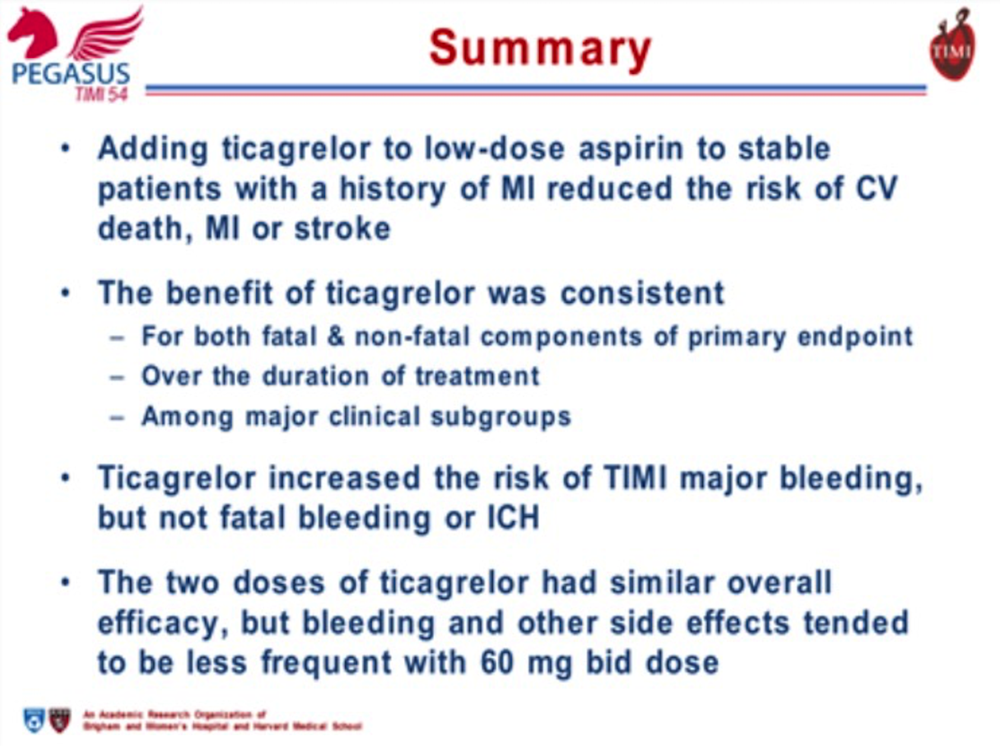 PEGASUS
TIMI 54
Summary
TIMI
• Adding ticagrelor to low-dose aspirin to stable
patients with a history of MI reduced the risk of CV
death, MI or stroke
• The benefit of ticagrelor was consistent
– For both fatal & non-fatal components of primary endpoint
– Over the duration of treatment
– Among major clinical subgroups
• Ticagrelor increased the risk of TIMI major bleeding,
but not fatal bleeding or ICH
• The two doses of ticagrelor had similar overall
efficacy, but bleeding and other side effects tended
to be less frequent with 60 mg bid dose
An Academic Research Organization of
Brigham and Women's Hospital and Harvard Medical School